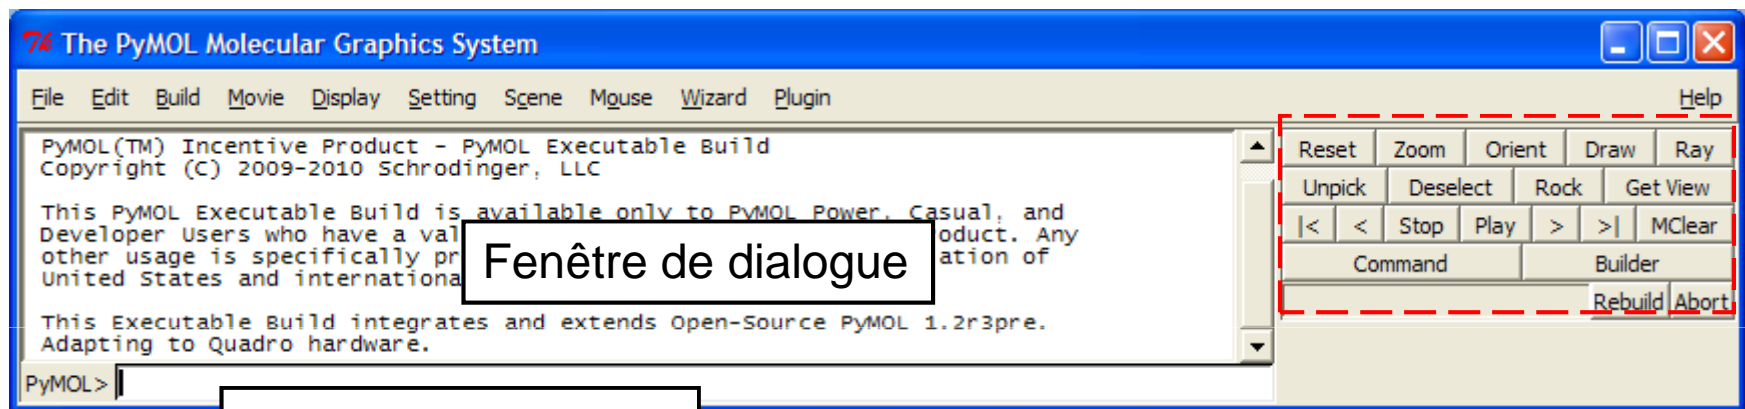 The PyMOL Molecular Graphics System
File Edit Build Movie Display Setting Scene Mouse Wizard Plugin Help
PyMOL(TM) Incentive Product - PyMOL Executable Build
Copyright (C) 2009-2010 Schrodinger, LLC
This PyMOL Executable Build is available only to PyMOL Power, Casual, and
Developer Users who have a val oduct. Any
other usage is specifically pr ation of
United States and internationa
Fenêtre de dialogue
This Executable Build integrates and extends Open-Source PyMOL 1.2r3pre.
Adapting to Quadro hardware.
PyMOL>
Reset Zoom Orient Draw Ray
Unpick Deselect Rock Get View
|< < Stop Play > >| MClear
Command Builder
Rebuild Abort